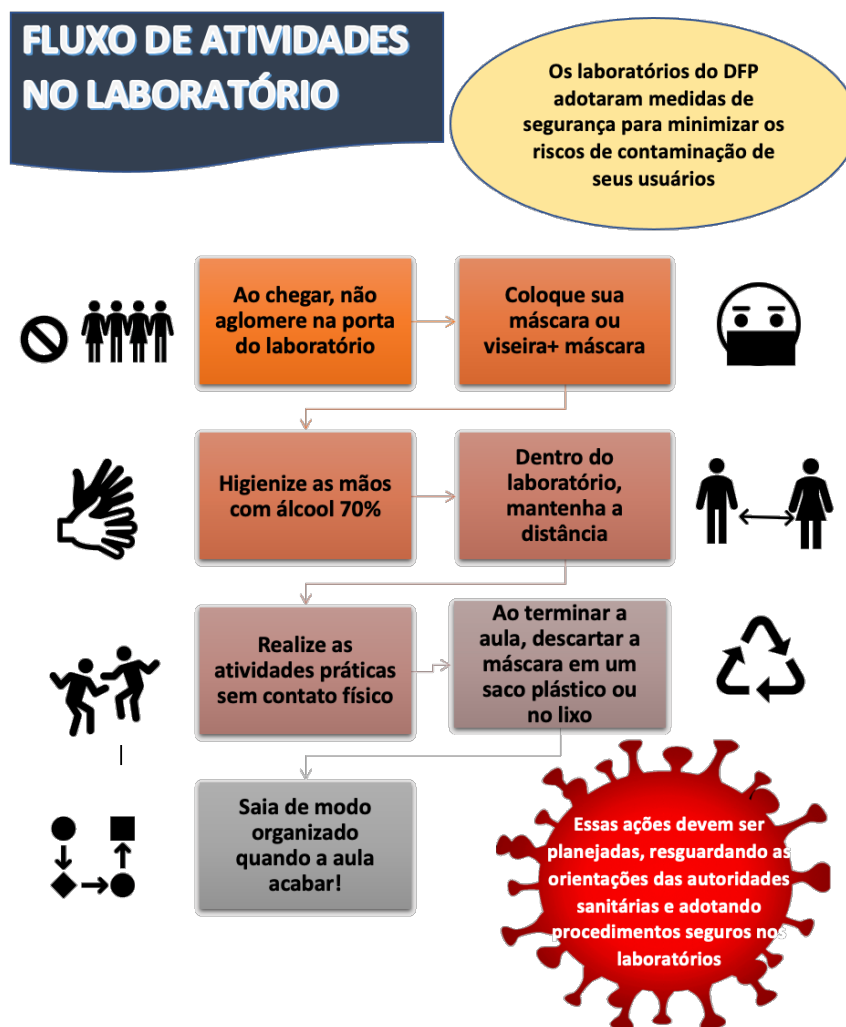 FLUXO DE ATIVIDADES
NO LABORATÓRIO
Os laboratórios do DFP
adotaram medidas de
segurança para minimizar os
riscos de contaminação de
seus usuários
Ao chegar, não
aglomere na porta
do laboratório
Coloque sua
máscara ou
viseira+ máscara
Higienize as mãos
com álcool 70%
Dentro do
laboratório,
mantenha a
distância
Realize as
atividades práticas
sem contato físico
Ao terminar a
aula, descartar a
máscara em um
saco plástico ou
no lixo
Saia de modo
organizado
quando a aula
acabar!
Essas ações devem ser
planejadas, resguardando as
orientações das autoridades
sanitárias e adotando
procedimentos seguros nos
laboratórios